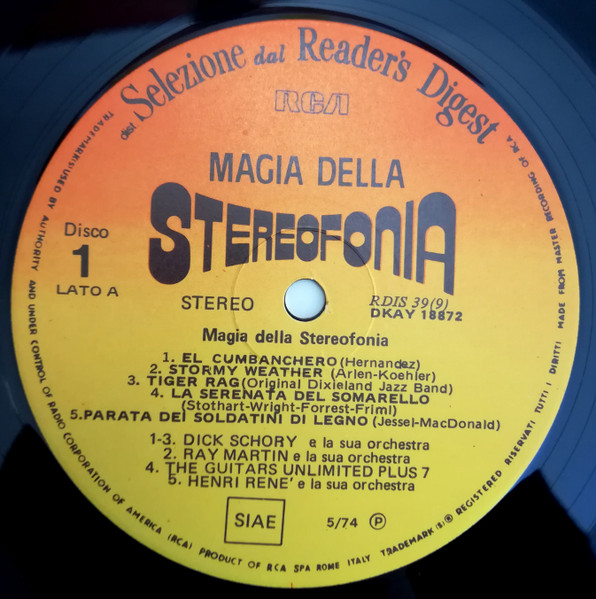 dist. Selezione dal Reader's Digest
RCA
MAGIA DELLA
STEREOFONIA
Disco
1
LATO A
STEREO
RDIS 39(9)
DKAY 18872
Magia della Stereofonia
1. EL CUMBANCHERO (Hernandez)
2. STORMY WEATHER (Arlen-Koehler)
3. TIGER RAG (Original Dixieland Jazz Band)
4. LA SERENATA DEL SOMARELLO
(Stothart-Wright-Forrest-Friml)
5. PARATA DEI SOLDATINI DI LEGNO (Jessel-MacDonald)
1-3. DICK SCHORY e la sua orchestra
2. RAY MARTIN e la sua orchestra
4. THE GUITARS UNLIMITED PLUS 7
5. HENRI RENE' e la sua orchestra
SIAE
5/74 Ⓟ
TRADEMARK(S) USED BY AUTHORITY AND UNDER CONTROL OF RADIO CORPORATION OF AMERICA (RCA) PRODUCT OF RCA SPA ROME ITALY TRADEMARK (S) ® REGISTERED RISERVATI TUTTI I DIRITTI MADE FROM MASTER RECORDING OF RCA